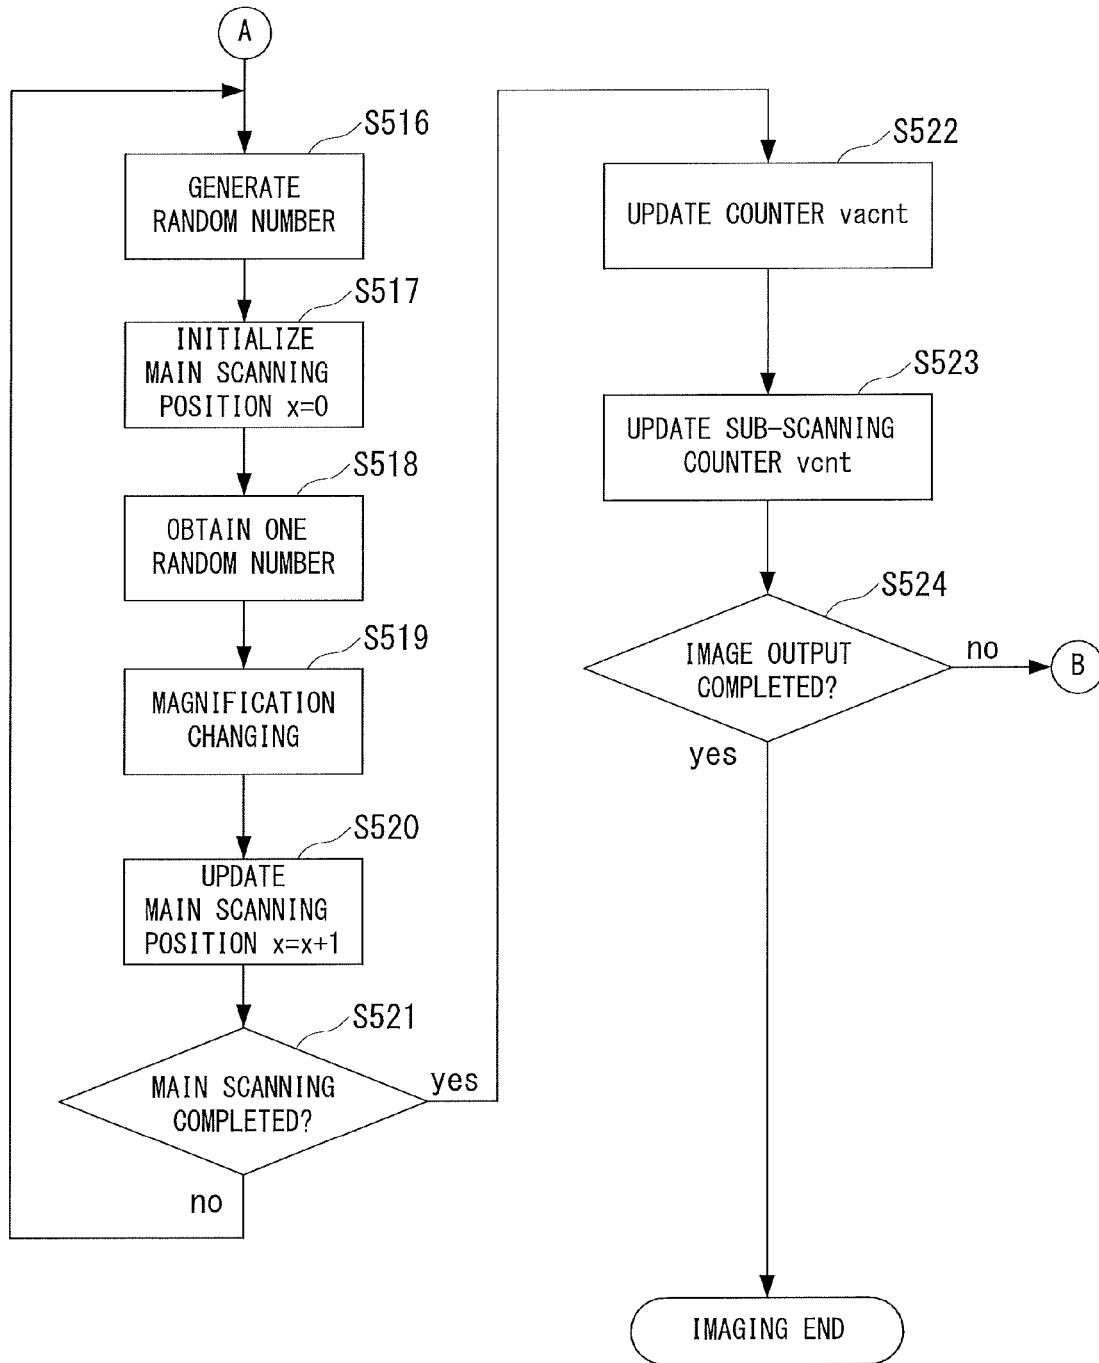 A
S516
GENERATE
RANDOM NUMBER
S517
INITIALIZE
MAIN SCANNING
POSITION x=0
S518
OBTAIN ONE
RANDOM NUMBER
S519
MAGNIFICATION
CHANGING
S520
UPDATE
MAIN SCANNING
POSITION x=x+1
S521
MAIN SCANNING
COMPLETED?
yes
no
S522
UPDATE COUNTER vacnt
S523
UPDATE SUB-SCANNING
COUNTER vcnt
S524
IMAGE OUTPUT
COMPLETED?
no
B
yes
IMAGING END